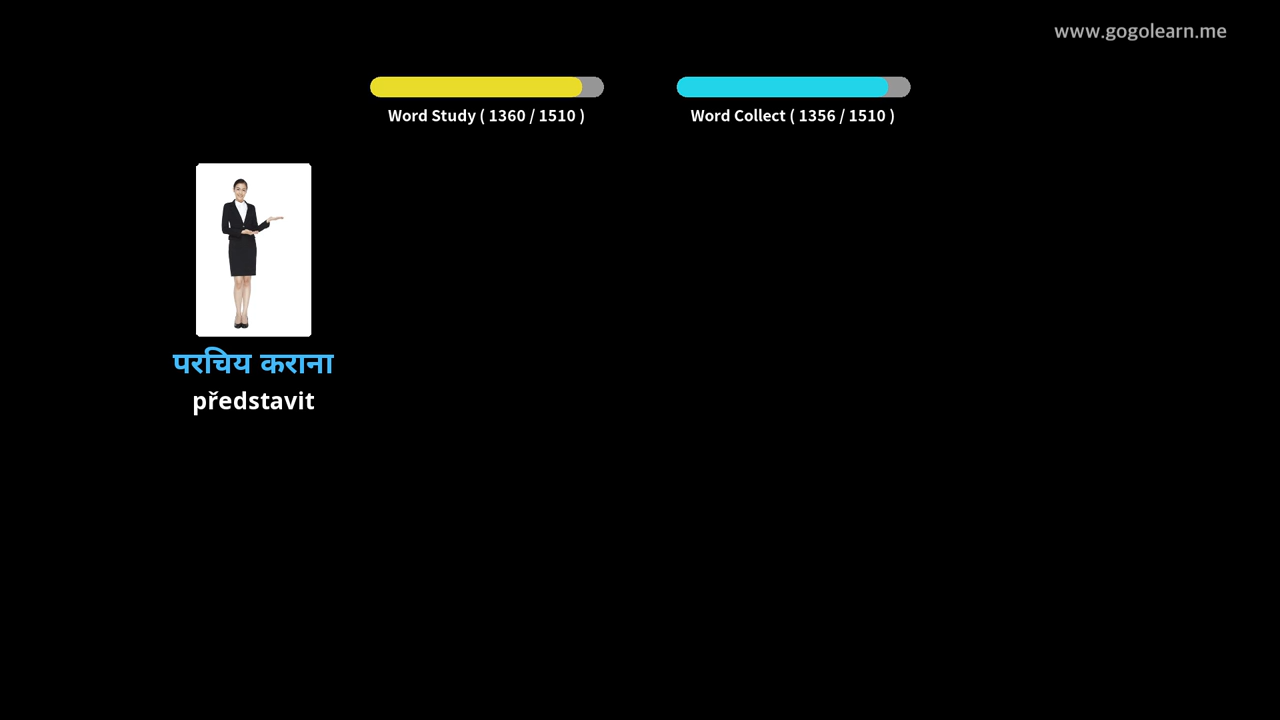 www.gogolearn.me
Word Study ( 1360 / 1510 )
Word Collect ( 1356 / 1510 )
परिचय कराना
představit